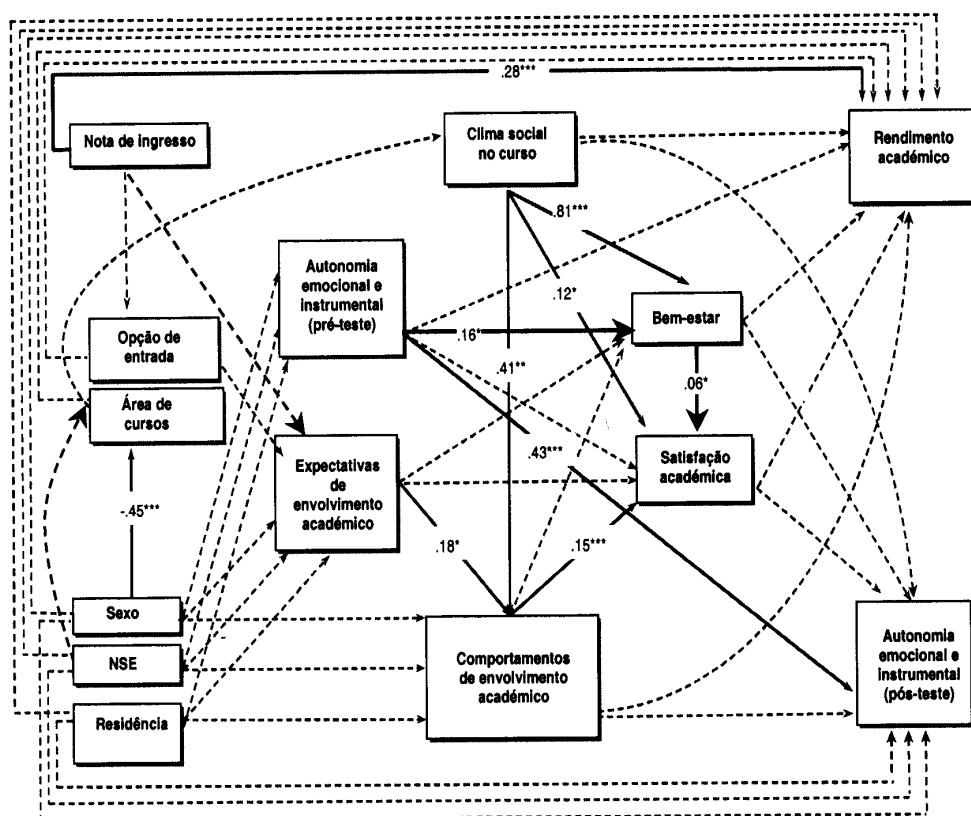 .28***
Nota de ingresso
Clima social
no curso
Rendimento
académico
.81***
Autonomia
emocional e
instrumental
(pré-teste)
.12*
Bem-estar
Opção de
entrada
.16*
.41**
.06*
Área de
cursos
Expectativas
de
envolvimento
académico
.43***
Satisfação
académica
-.45***
.18*
.15***
Sexo
NSE
Residência
Comportamentos
de envolvimento
académico
Autonomia
emocional e
instrumental
(pós-teste)